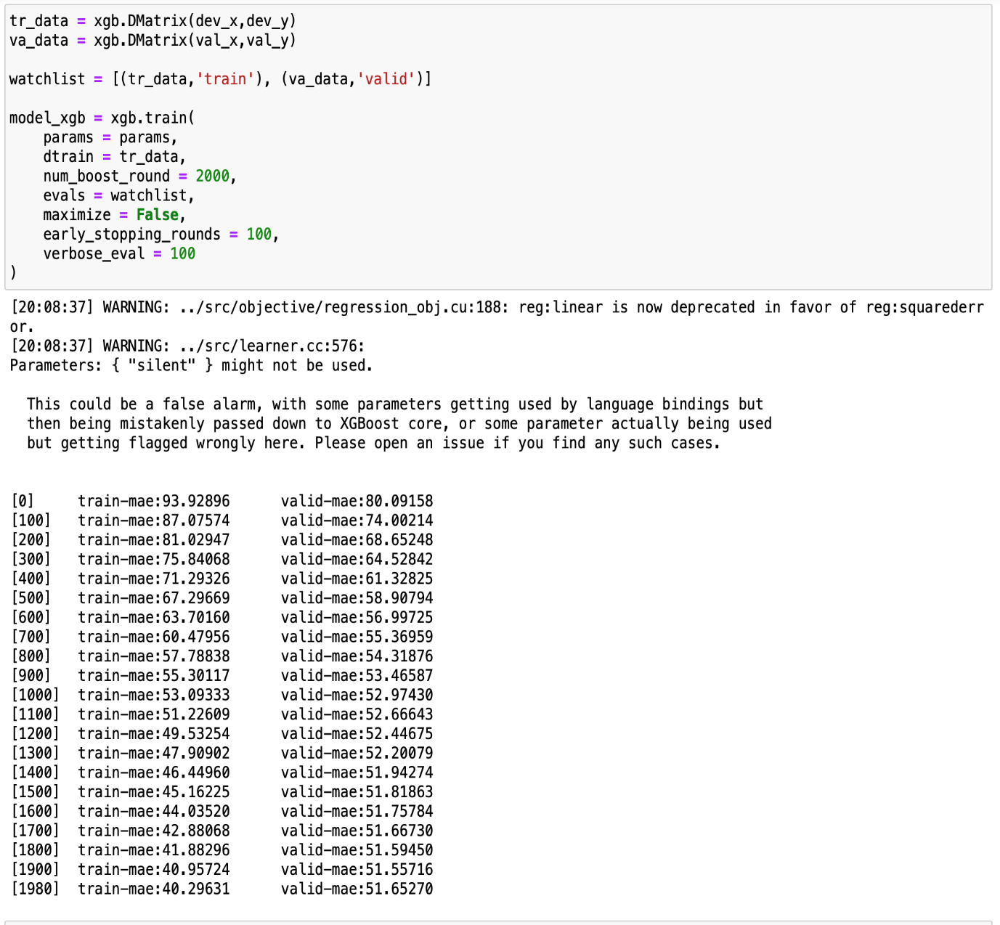 tr_data = xgb.DMatrix(dev_x,dev_y)
va_data = xgb.DMatrix(val_x,val_y)
watchlist = [(tr_data,'train'), (va_data,'valid')]
model_xgb = xgb.train(
    params = params,
    dtrain = tr_data,
    num_boost_round = 2000,
    evals = watchlist,
    maximize = False,
    early_stopping_rounds = 100,
    verbose_eval = 100
)
[20:08:37] WARNING: ../src/objective/regression_obj.cu:188: reg:linear is now deprecated in favor of reg:squarederr
or.
[20:08:37] WARNING: ../src/learner.cc:576:
Parameters: { "silent" } might not be used.
  This could be a false alarm, with some parameters getting used by language bindings but
  then being mistakenly passed down to XGBoost core, or some parameter actually being used
  but getting flagged wrongly here. Please open an issue if you find any such cases.
[0]	train-mae:93.92896	valid-mae:80.09158
[100]	train-mae:87.07574	valid-mae:74.00214
[200]	train-mae:81.02947	valid-mae:68.65248
[300]	train-mae:75.84068	valid-mae:64.52842
[400]	train-mae:71.29326	valid-mae:61.32825
[500]	train-mae:67.29669	valid-mae:58.90794
[600]	train-mae:63.70160	valid-mae:56.99725
[700]	train-mae:60.47956	valid-mae:55.36959
[800]	train-mae:57.78838	valid-mae:54.31876
[900]	train-mae:55.30117	valid-mae:53.46587
[1000]	train-mae:53.09333	valid-mae:52.97430
[1100]	train-mae:51.22609	valid-mae:52.66643
[1200]	train-mae:49.53254	valid-mae:52.44675
[1300]	train-mae:47.90902	valid-mae:52.20079
[1400]	train-mae:46.44960	valid-mae:51.94274
[1500]	train-mae:45.16225	valid-mae:51.81863
[1600]	train-mae:44.03520	valid-mae:51.75784
[1700]	train-mae:42.88068	valid-mae:51.66730
[1800]	train-mae:41.88296	valid-mae:51.59450
[1900]	train-mae:40.95724	valid-mae:51.55716
[1980]	train-mae:40.29631	valid-mae:51.65270